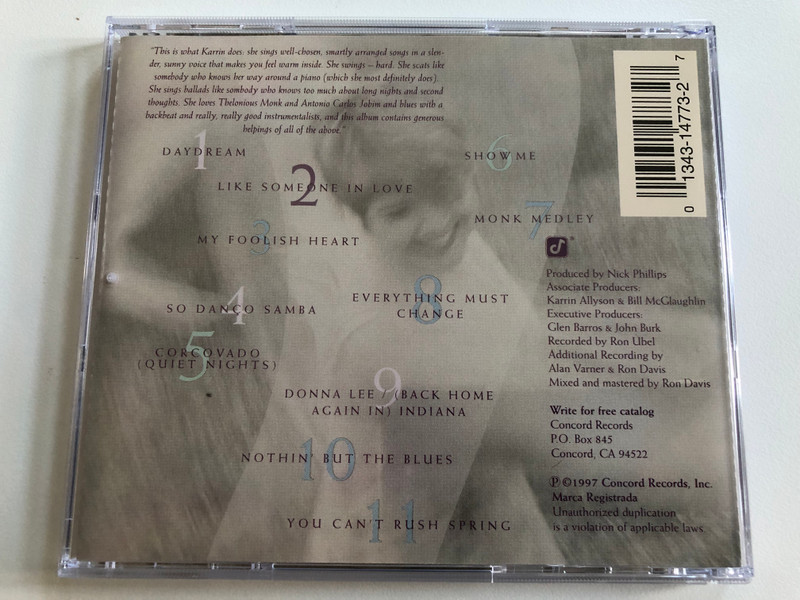 "This is what Karrin does: she sings well-chosen, smartly arranged songs in a slen-
der, sunny voice that makes you feel warm inside. She swings – hard. She scats like
somebody who knows her way around a piano (which she most definitely does).
She sings ballads like sombody who knows too much about long nights and second
thoughts. She loves Thelonious Monk and Antonio Carlos Jobim and blues with a
backbeat and really, really good instrumentalists, and this album contains generous
helpings of all of the above."
1 DAYDREAM
2 LIKE SOMEONE IN LOVE
3 MY FOOLISH HEART
4 SO DANÇO SAMBA
5 CORCOVADO
(QUIET NIGHTS)
6 SHOW ME
7 MONK MEDLEY
8 EVERYTHING MUST
CHANGE
9 DONNA LEE / (BACK HOME
AGAIN IN) INDIANA
10 NOTHIN' BUT THE BLUES
11 YOU CAN'T RUSH SPRING
0 13431-4773-2 7
Produced by Nick Phillips
Associate Producers:
Karrin Allyson & Bill McGlaughlin
Executive Producers:
Glen Barros & John Burk
Recorded by Ron Ubel
Additional Recording by
Alan Varner & Ron Davis
Mixed and mastered by Ron Davis
Write for free catalog
Concord Records
P.O. Box 845
Concord, CA 94522
℗ ©1997 Concord Records, Inc.
Marca Registrada
Unauthorized duplication
is a violation of applicable laws.